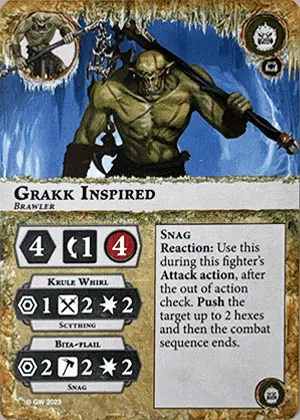 GRAKK INSPIRED
BRAWLER
4 1 4
KRULE WHIRL
1 2 2
SCYTHING
BITA-FLAIL
2 2 2
SNAG
© GW 2023
SNAG
Reaction: Use this
during this fighter's
Attack action, after
the out of action
check. Push the
target up to 2 hexes
and then the combat
sequence ends.